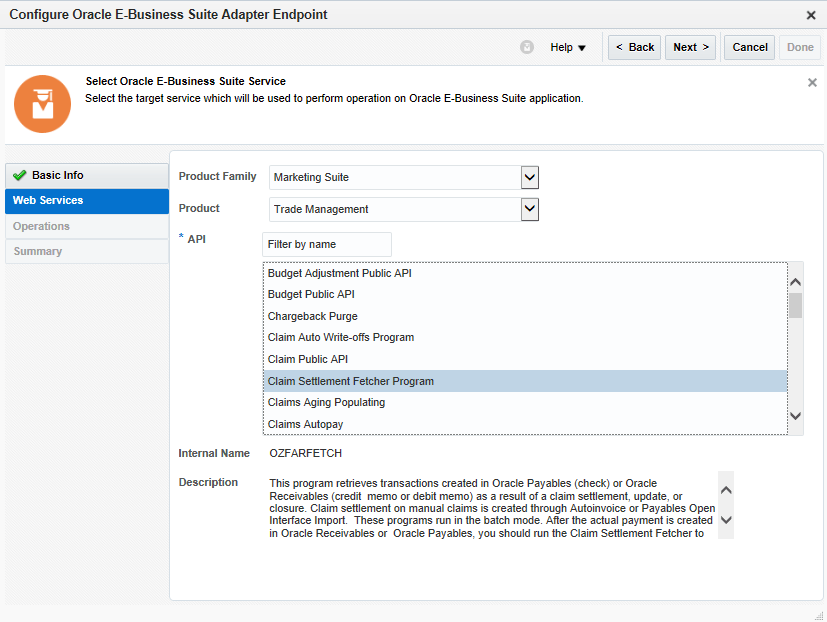 Configure Oracle E-Business Suite Adapter Endpoint
Help
< Back
Next >
Cancel
Done
Select Oracle E-Business Suite Service
Select the target service which will be used to perform operation on Oracle E-Business Suite application.
Basic Info
Web Services
Operations
Summary
Product Family
Marketing Suite
Product
Trade Management
* API
Filter by name
Budget Adjustment Public API
Budget Public API
Chargeback Purge
Claim Auto Write-offs Program
Claim Public API
Claim Settlement Fetcher Program
Claims Aging Populating
Claims Autopay
Internal Name
OZFARFETCH
Description
This program retrieves transactions created in Oracle Payables (check) or Oracle
Receivables (credit  memo or debit memo) as a result of a claim settlement, update, or
closure. Claim settlement on manual claims is created through Autoinvoice or Payables Open
Interface Import.  These programs run in the batch mode. After the actual payment is created
in Oracle Receivables or  Oracle Payables, you should run the Claim Settlement Fetcher to